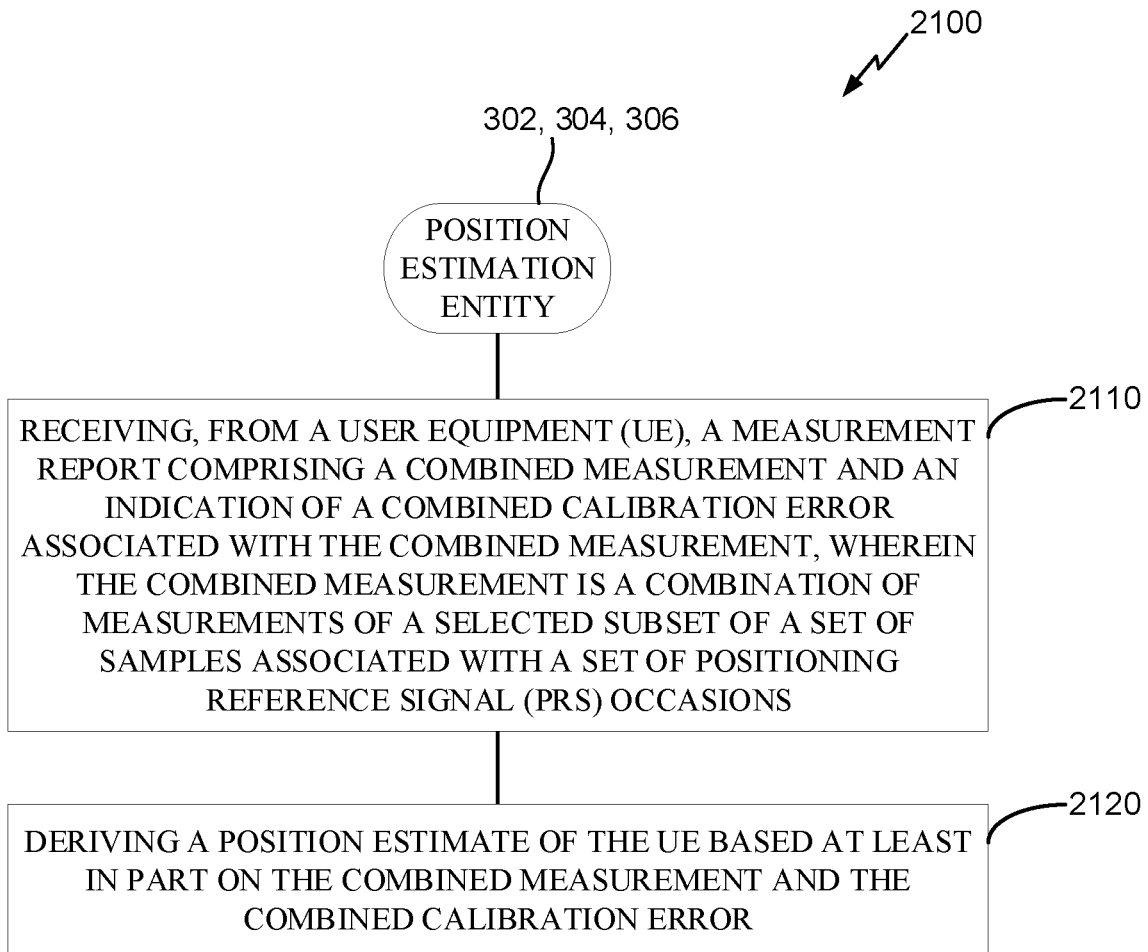 2100
302, 304, 306
POSITION
ESTIMATION
ENTITY
2110
RECEIVING, FROM A USER EQUIPMENT (UE), A MEASUREMENT
REPORT COMPRISING A COMBINED MEASUREMENT AND AN
INDICATION OF A COMBINED CALIBRATION ERROR
ASSOCIATED WITH THE COMBINED MEASUREMENT, WHEREIN
THE COMBINED MEASUREMENT IS A COMBINATION OF
MEASUREMENTS OF A SELECTED SUBSET OF A SET OF
SAMPLES ASSOCIATED WITH A SET OF POSITIONING
REFERENCE SIGNAL (PRS) OCCASIONS
2120
DERIVING A POSITION ESTIMATE OF THE UE BASED AT LEAST
IN PART ON THE COMBINED MEASUREMENT AND THE
COMBINED CALIBRATION ERROR